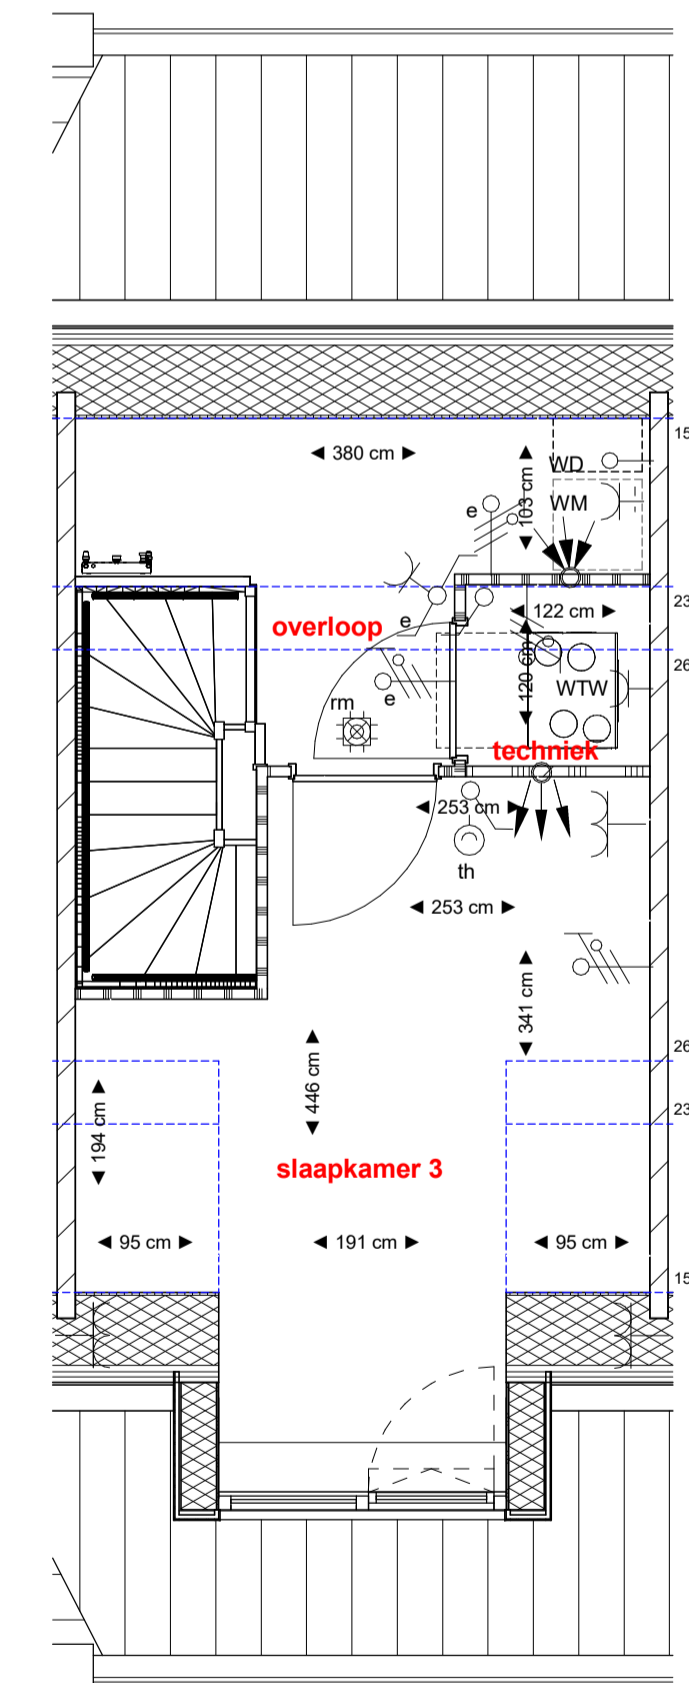 15
380 cm
WD
103 cm
WM
e
23
122 cm
e
overloop
26
120 cm
WTW
e
rm
techniek
253 cm
th
253 cm
341 cm
26
446 cm
23
194 cm
slaapkamer 3
95 cm
191 cm
95 cm
15